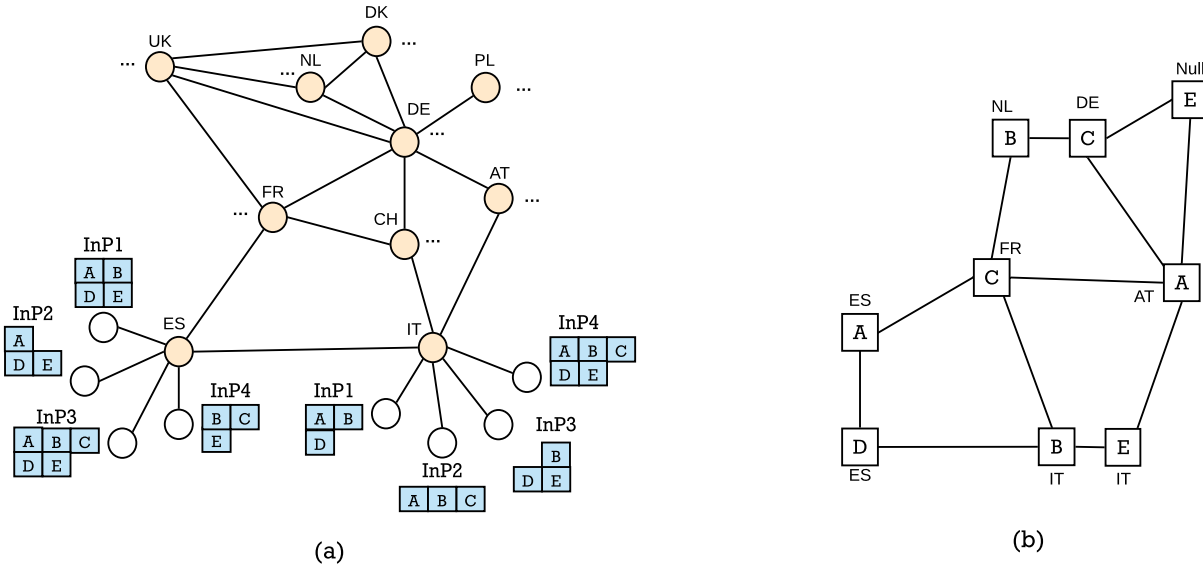 DK
...
UK
...
NL
...
PL
...
DE
...
AT
...
FR
...
CH
...
InP1
A B
D E
InP2
A
D E
ES
IT
InP3
A B C
D E
InP4
B C
E
InP1
A B
D
InP2
A B C
InP3
B
D E
InP4
A B C
D E
(a)
Null
E
NL
B
DE
C
FR
C
AT
A
ES
A
D
ES
B
IT
E
IT
(b)